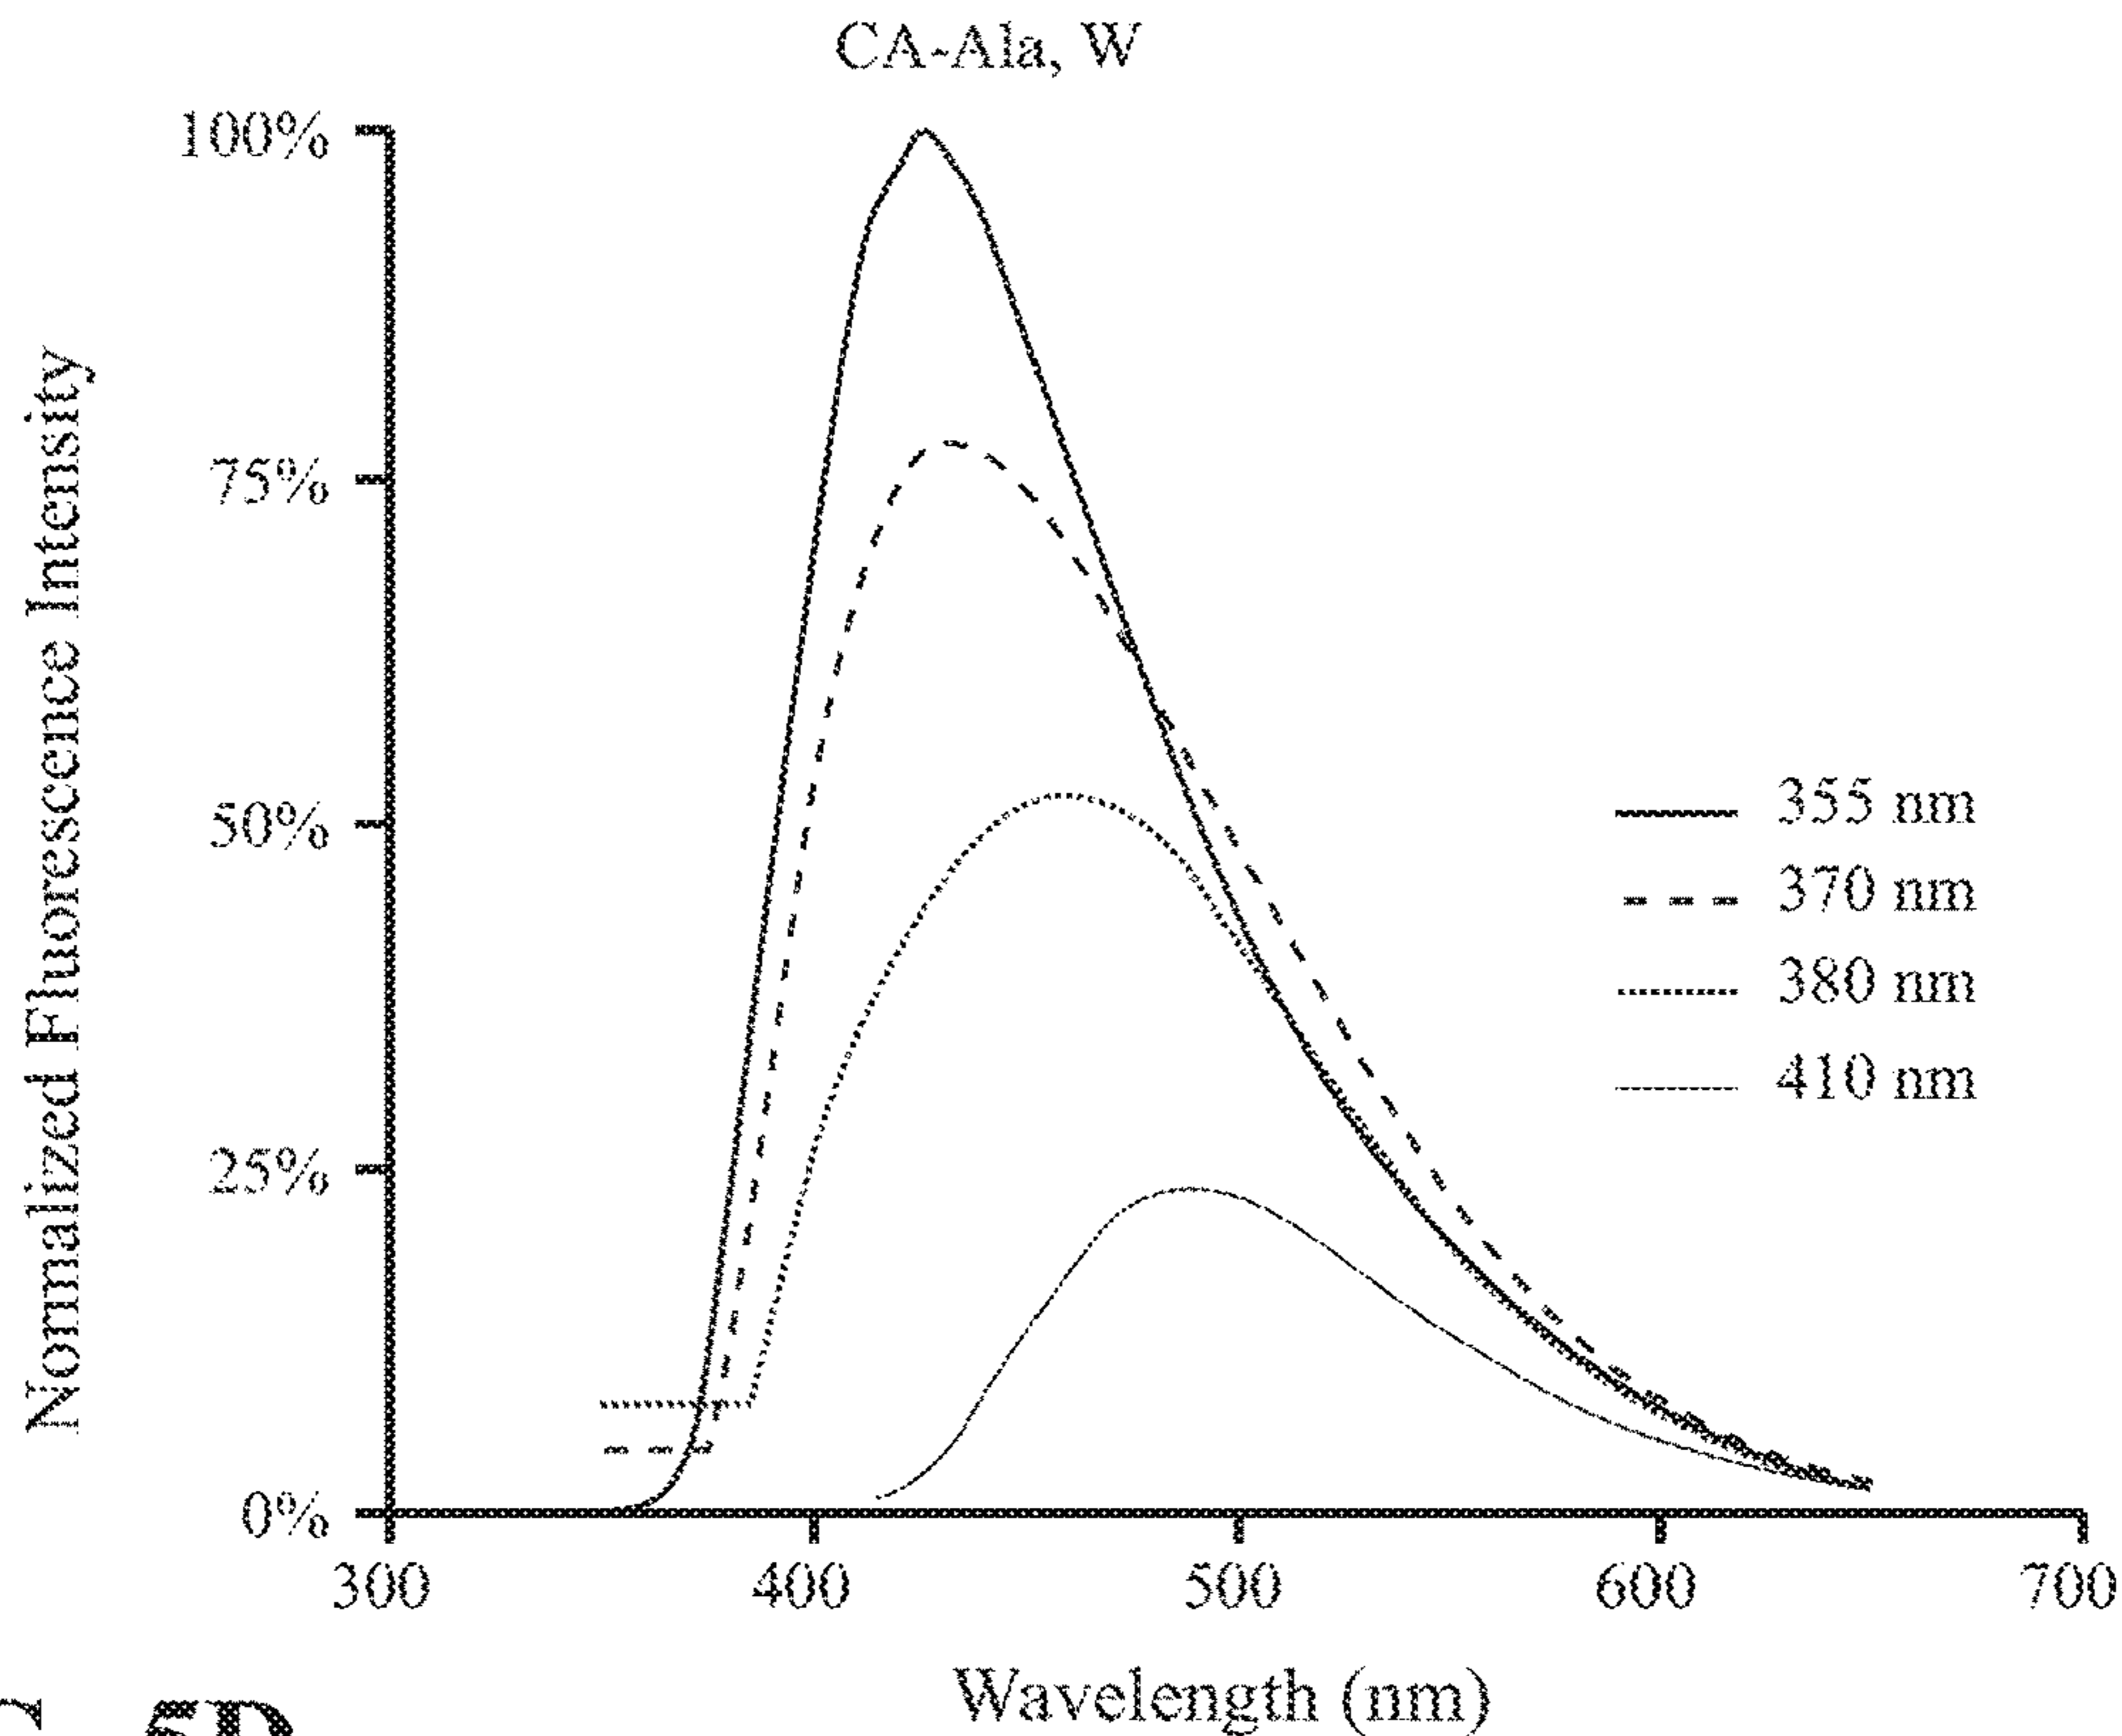 CA-Ala, W
100%
75%
50%
25%
0%
Normalized Fluorescence Intensity
355 nm
370 nm
380 nm
410 nm
300 400 500 600 700
Wavelength (nm)
5D